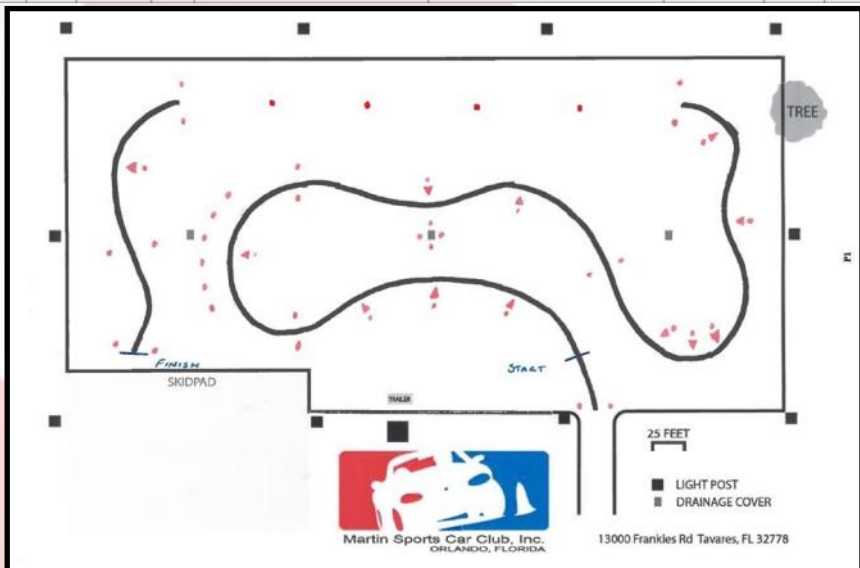 TREE
P1
FINISH
START
SKIDPAD
TRAILER
25 FEET
LIGHT POST
DRAINAGE COVER
Martin Sports Car Club, Inc.
ORLANDO, FLORIDA
13000 Frankies Rd Tavares, FL 32778